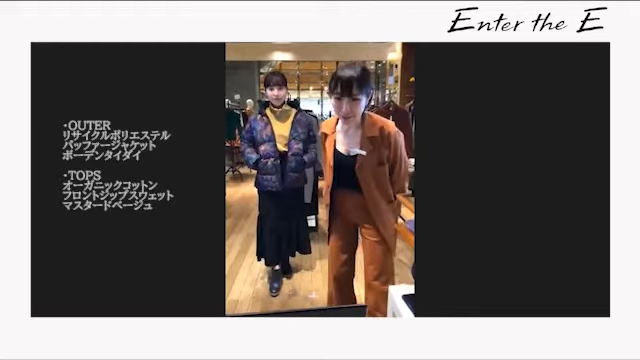 Enter the E
・OUTER
リサイクルポリエステル
パッファージャケット
ボーデンタイダイ
・TOPS
オーガニックコットン
フロントジップスウェット
マスタードベージュ